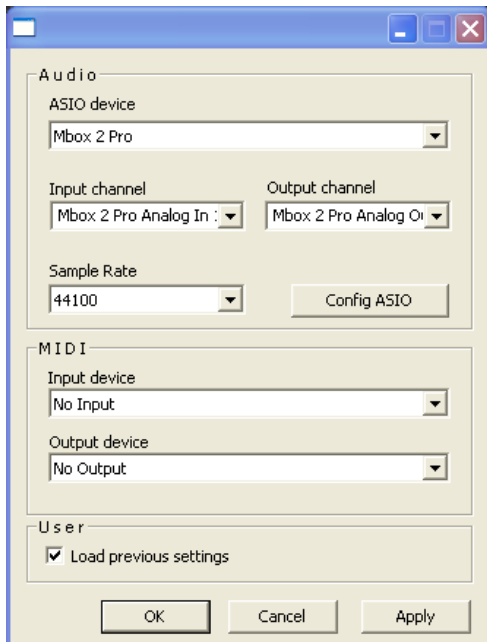 Audio
ASIO device
Mbox 2 Pro
Input channel
Output channel
Mbox 2 Pro Analog In
Mbox 2 Pro Analog
Sample Rate
44100
Config ASIO
MIDI
Input device
No Input
Output device
No Output
User
Load previous settings
OK
Cancel
Apply